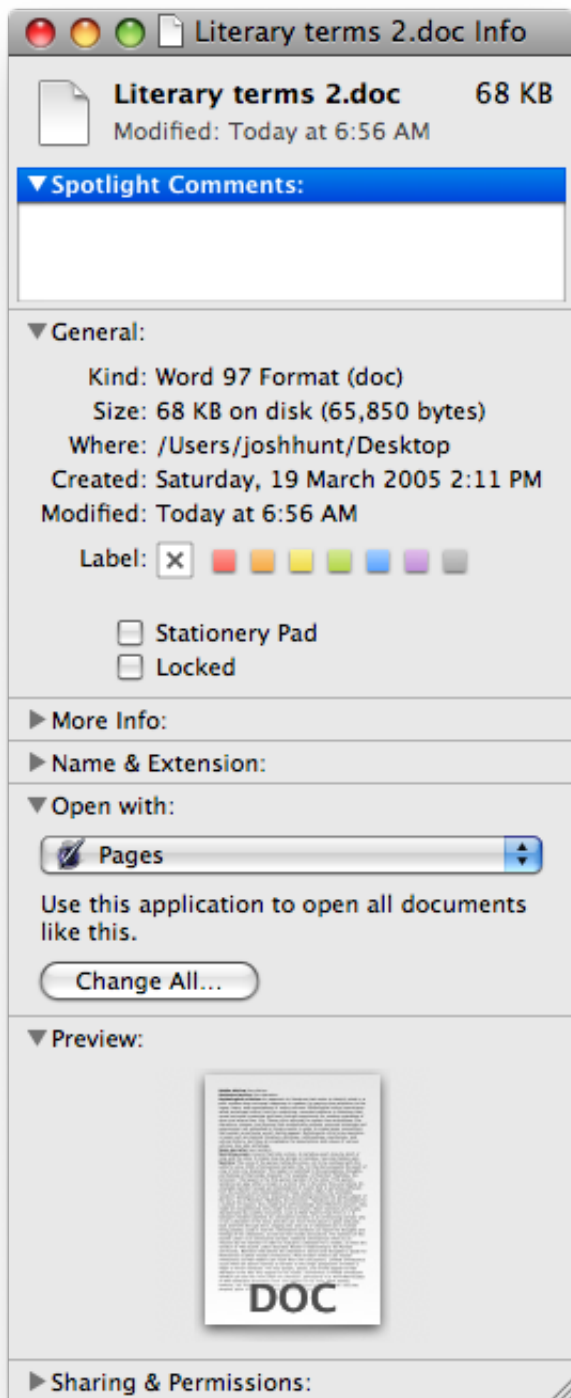 Literary terms 2.doc Info
Literary terms 2.doc 68 KB
Modified: Today at 6:56 AM
Spotlight Comments:
General:
Kind: Word 97 Format (doc)
Size: 68 KB on disk (65,850 bytes)
Where: /Users/joshhunt/Desktop
Created: Saturday, 19 March 2005 2:11 PM
Modified: Today at 6:56 AM
Label:
Stationery Pad
Locked
More Info:
Name & Extension:
Open with:
Pages
Use this application to open all documents
like this.
Change All...
Preview:
DOC
Sharing & Permissions: